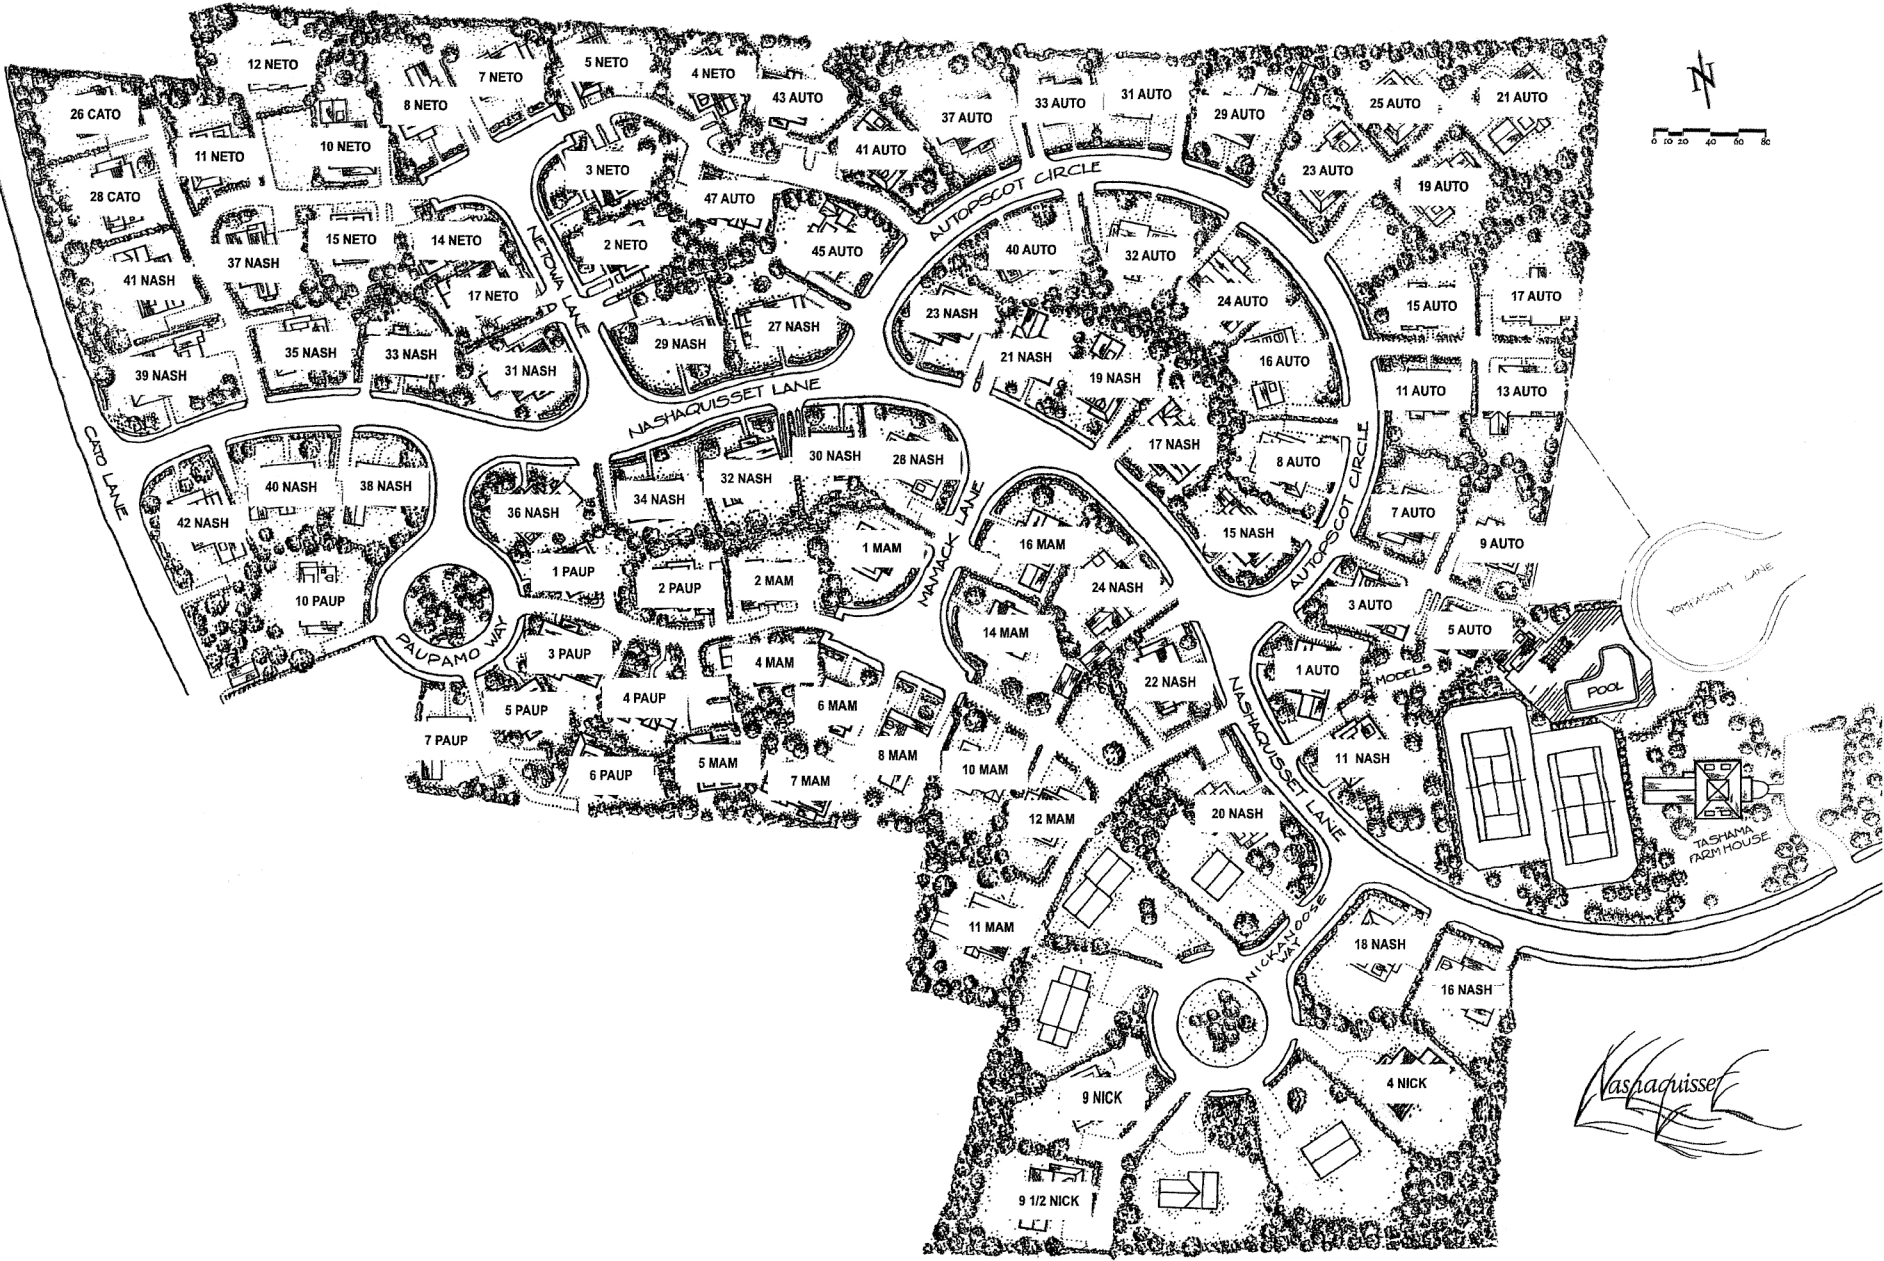 12 NETO
7 NETO
5 NETO
4 NETO
43 AUTO
8 NETO
26 CATO
11 NETO
10 NETO
3 NETO
47 AUTO
41 AUTO
37 AUTO
33 AUTO
31 AUTO
29 AUTO
25 AUTO
21 AUTO
23 AUTO
19 AUTO
N
0 10 20 40 60 80
28 CATO
AUTOPSCOT CIRCLE
41 NASH
37 NASH
15 NETO
14 NETO
17 NETO
NETOWA LANE
2 NETO
45 AUTO
40 AUTO
32 AUTO
24 AUTO
15 AUTO
17 AUTO
39 NASH
35 NASH
33 NASH
31 NASH
29 NASH
27 NASH
23 NASH
21 NASH
19 NASH
16 AUTO
11 AUTO
13 AUTO
NASHAQUISSET LANE
CATO LANE
42 NASH
40 NASH
38 NASH
36 NASH
34 NASH
32 NASH
30 NASH
28 NASH
17 NASH
8 AUTO
AUTOPSCOT CIRCLE
7 AUTO
9 AUTO
15 NASH
10 PAUP
1 PAUP
2 PAUP
2 MAM
1 MAM
MAMACK LANE
16 MAM
24 NASH
3 AUTO
5 AUTO
LANE
PAUPAMO WAY
3 PAUP
4 PAUP
5 PAUP
7 PAUP
6 PAUP
4 MAM
6 MAM
5 MAM
7 MAM
8 MAM
14 MAM
10 MAM
12 MAM
11 MAM
22 NASH
1 AUTO
MODELS
POOL
NASHAQUISSET LANE
11 NASH
20 NASH
TASHAMA
FARM HOUSE
NICKANOOSE
WAY
18 NASH
16 NASH
9 NICK
4 NICK
9 1/2 NICK
Nashaquisset